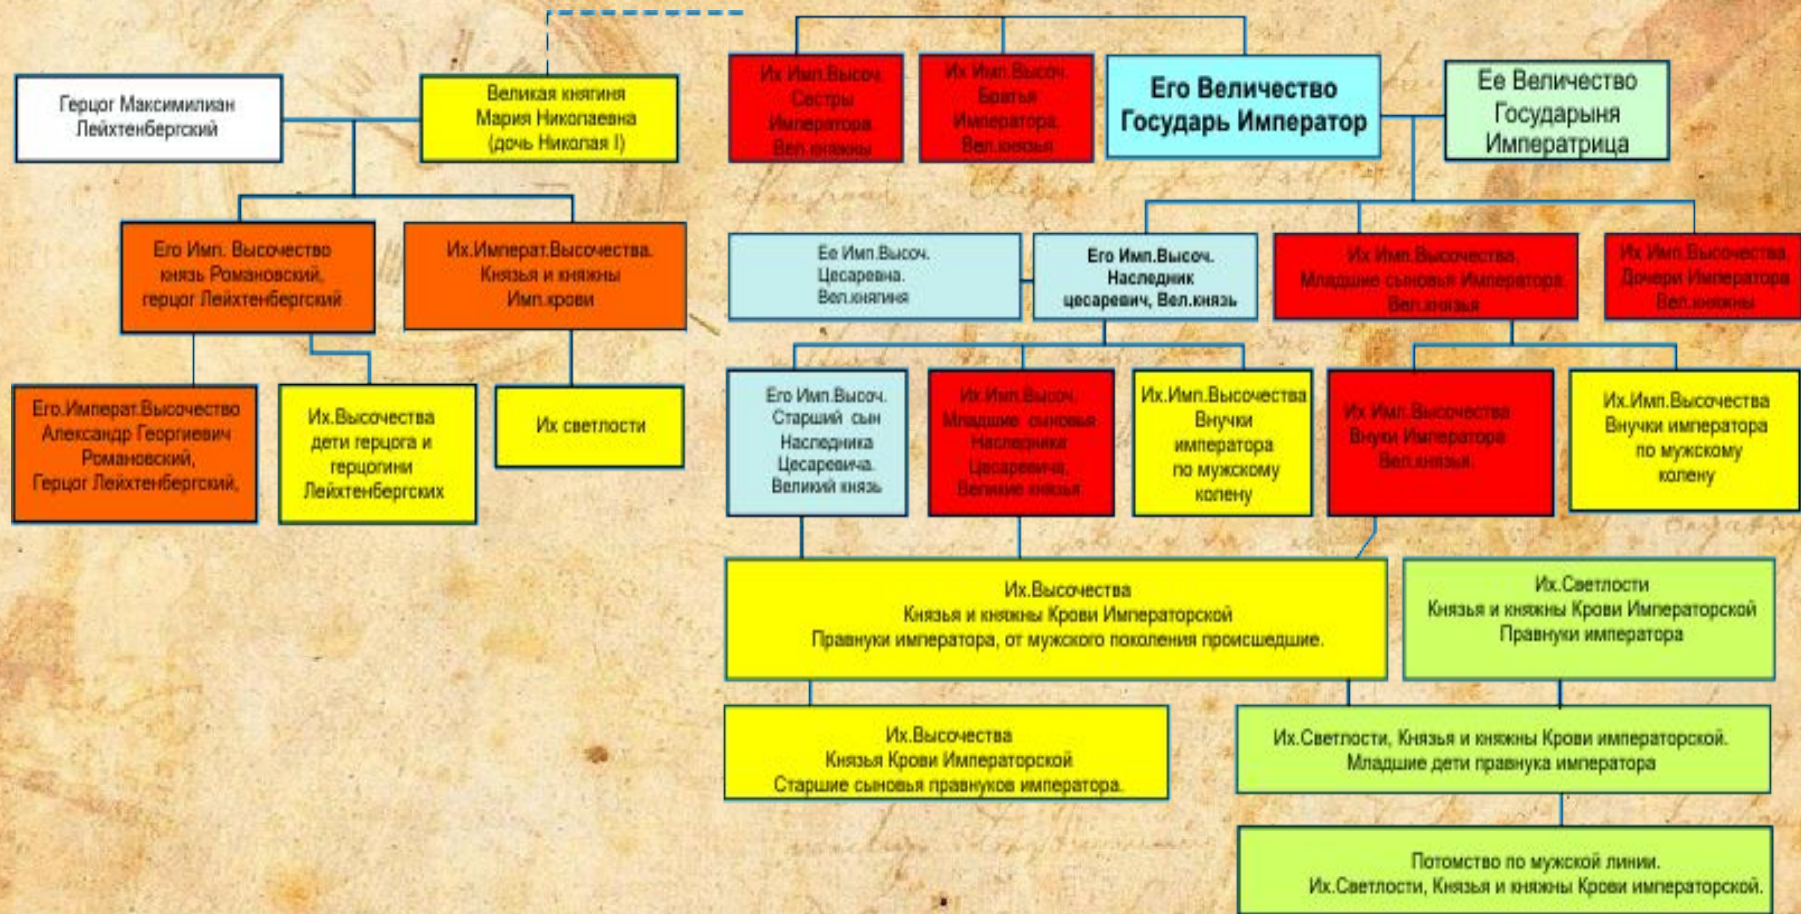 Герцог Максимилиан
Лейхтенбергский
Великая княгиня
Мария Николаевна
(дочь Николая I)
Их Имп.Высоч.
Сестры
Императора.
Вел.княжны
Их Имп.Высоч.
Братья
Императора.
Вел.князья
Его Величество
Государь Император
Ее Величество
Государыня
Императрица
Его Имп. Высочество
князь Романовский,
герцог Лейхтенбергский
Их.Императ.Высочества.
Князья и княжны
Имп.крови
Ее Имп.Высоч.
Цесаревна.
Вел.княгиня
Его Имп.Высоч.
Наследник
цесаревич, Вел.князь
Их Имп.Высочества.
Младшие сыновья Императора.
Вел.князья
Их Имп.Высочества.
Дочери Императора
Вел.княжны
Его.Императ.Высочество
Александр Георгиевич
Романовский,
Герцог Лейхтенбергский,
Их.Высочества
дети герцога и
герцогини
Лейхтенбергских
Их светлости
Его Имп.Высоч.
Старший сын
Наследника
Цесаревича.
Великий князь
Их.Имп.Высоч.
Младшие сыновья
Наследника
Цесаревича,
Великие князья
Их.Имп.Высочества
Внучки
императора
по мужскому
колену
Их Имп.Высочества
Внуки Императора
Вел.князья.
Их.Имп.Высочества
Внучки императора
по мужскому
колену
Их.Высочества
Князья и княжны Крови Императорской
Правнуки императора, от мужского поколения происшедшие.
Их.Светлости
Князья и княжны Крови Императорской
Правнуки императора
Их.Высочества
Князья Крови Императорской
Старшие сыновья правнуков императора.
Их.Светлости, Князья и княжны Крови императорской.
Младшие дети правнука императора
Потомство по мужской линии.
Их.Светлости, Князья и княжны Крови императорской.